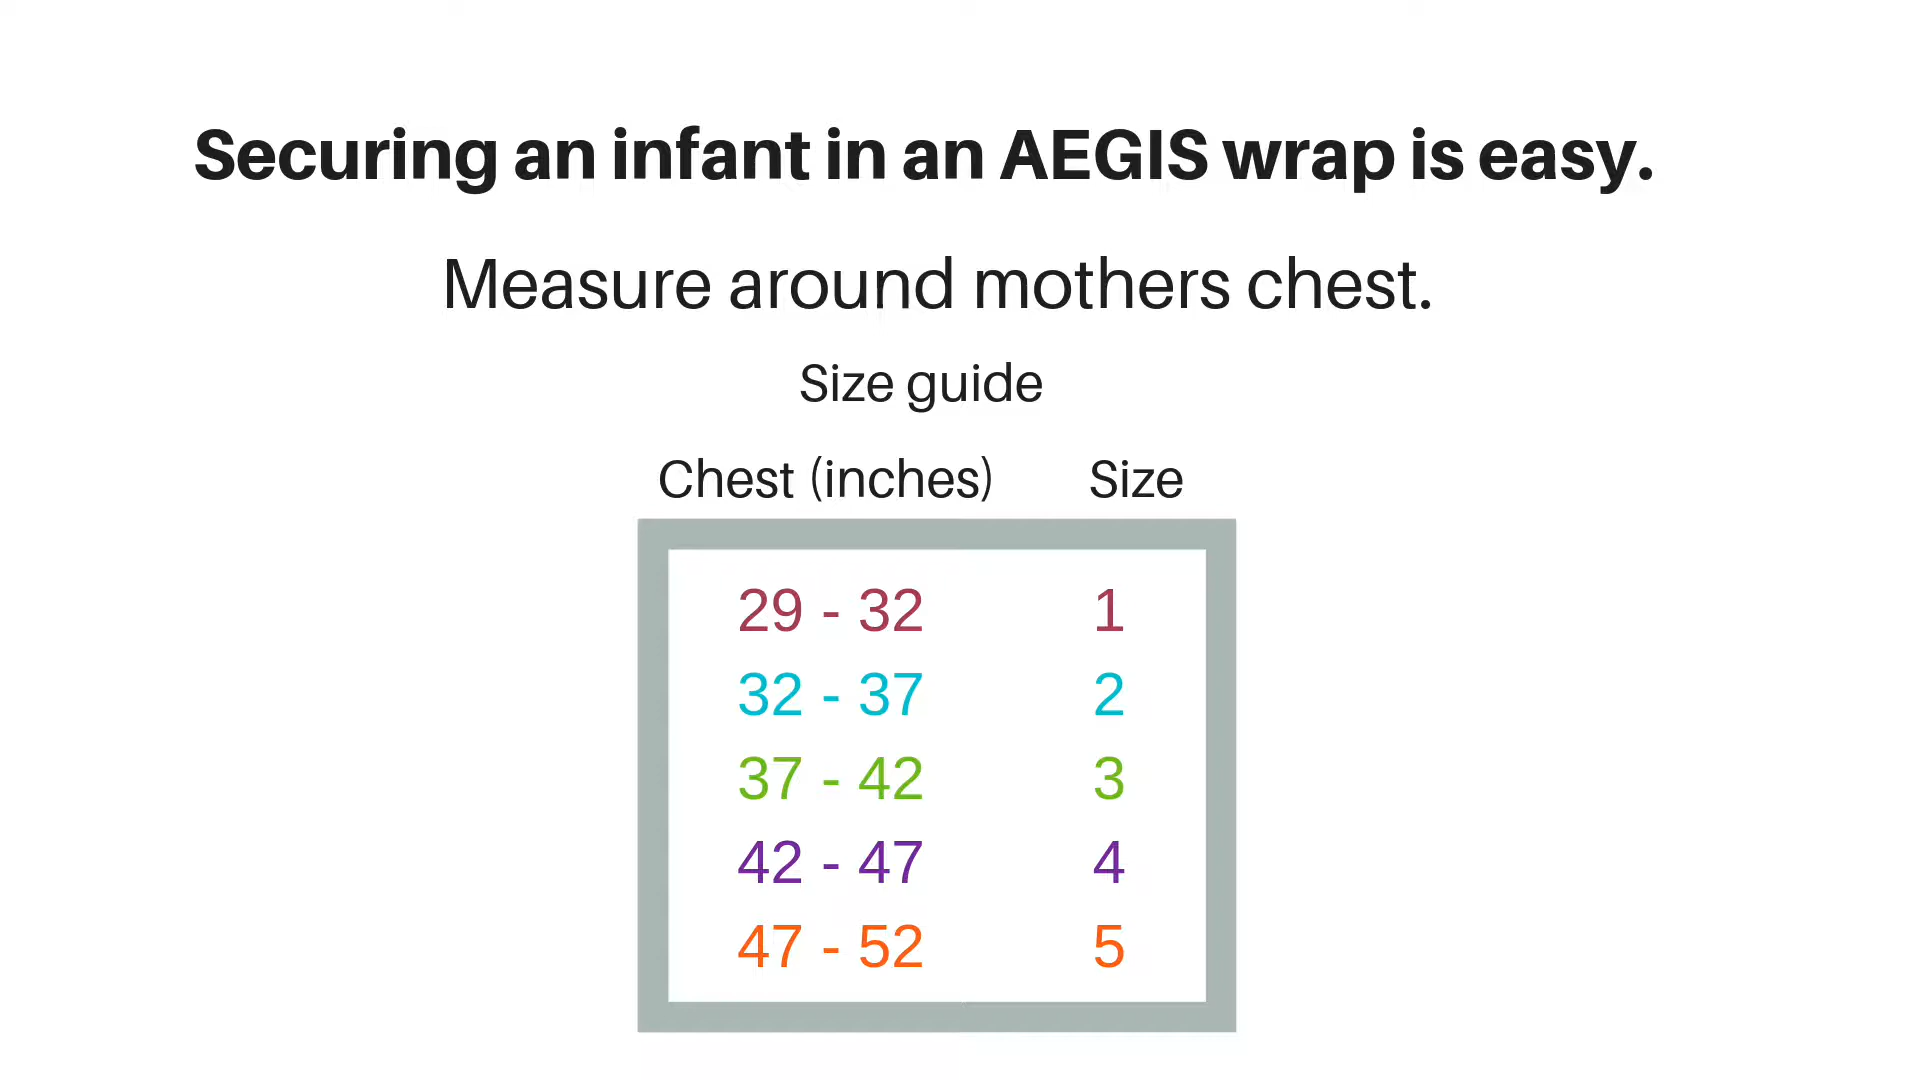 Securing an infant in an AEGIS wrap is easy.
Measure around mothers chest.
Size guide
Chest (inches) Size
29 - 32 1
32 - 37 2
37 - 42 3
42 - 47 4
47 - 52 5